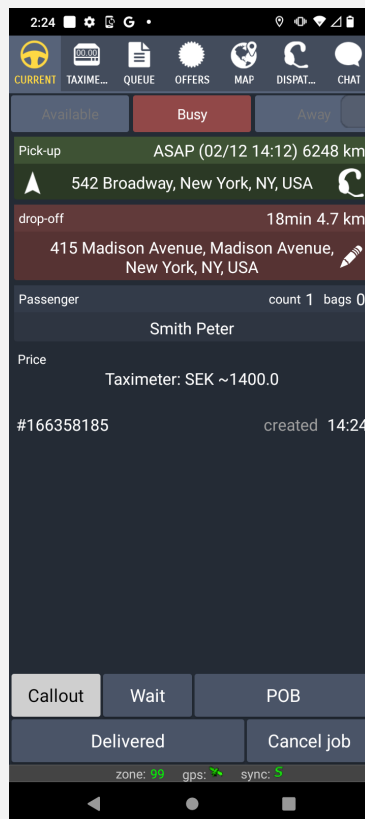 2:24 G
00.00
CURRENT TAXIME... QUEUE OFFERS MAP DISPAT... CHAT
Available Busy Away
Pick-up ASAP (02/12 14:12) 6248 km
542 Broadway, New York, NY, USA
drop-off 18min 4.7 km
415 Madison Avenue, Madison Avenue,
New York, NY, USA
Passenger count 1 bags 0
Smith Peter
Price
Taximeter: SEK ~1400.0
#166358185 created 14:24
Callout Wait POB
Delivered Cancel job
zone: 99 gps: sync: S